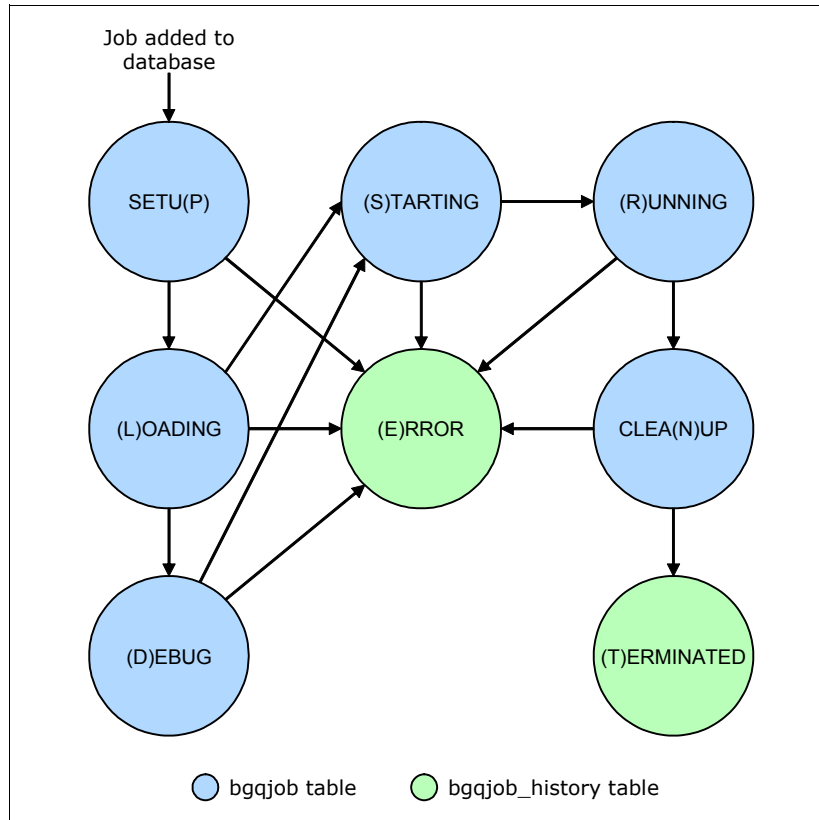 Job added to
database
SETU(P)
(S)TARTING
(R)UNNING
(L)OADING
(E)RROR
CLEA(N)UP
(D)EBUG
(T)ERMINATED
bgqjob table
bgqjob_history table